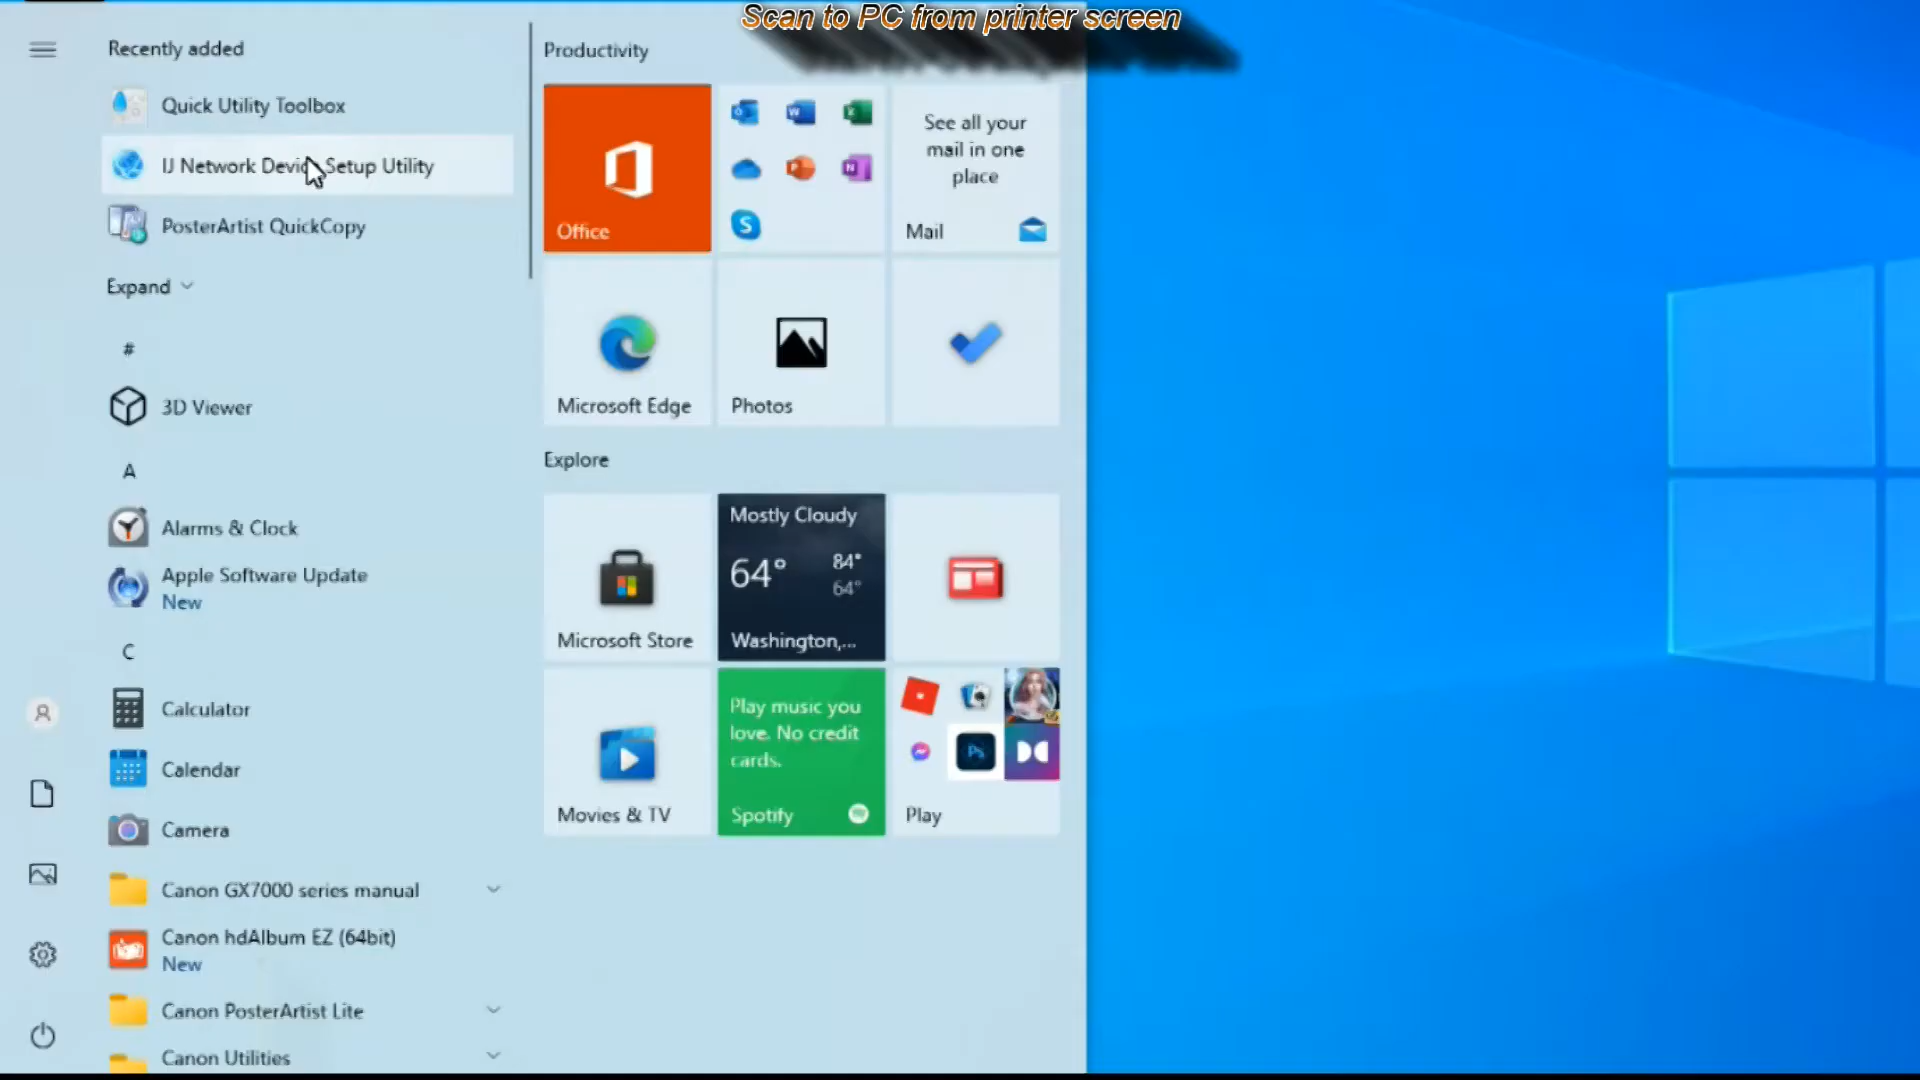 Scan to PC from printer screen
Recently added
Quick Utility Toolbox
IJ Network Device Setup Utility
PosterArtist QuickCopy
Expand
#
3D Viewer
A
Alarms & Clock
Apple Software Update
New
C
Calculator
Calendar
Camera
Canon GX7000 series manual
Canon hdAlbum EZ (64bit)
New
Canon PosterArtist Lite
Canon Utilities
Productivity
Office
See all your
mail in one
place
Mail
Microsoft Edge
Photos
Explore
Microsoft Store
Mostly Cloudy
64°
84°
64°
Washington,...
Movies & TV
Play music you
love. No credit
cards.
Spotify
Ps
Play